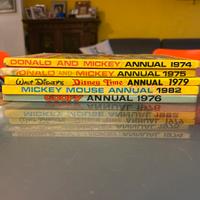 DONALD AND MICKEY ANNUAL 1974
DONALD AND MICKEY ANNUAL 1975
Walt Disney's Disney Time ANNUAL 1979
MICKEY MOUSE ANNUAL 1982
GOOFY ANNUAL 1976